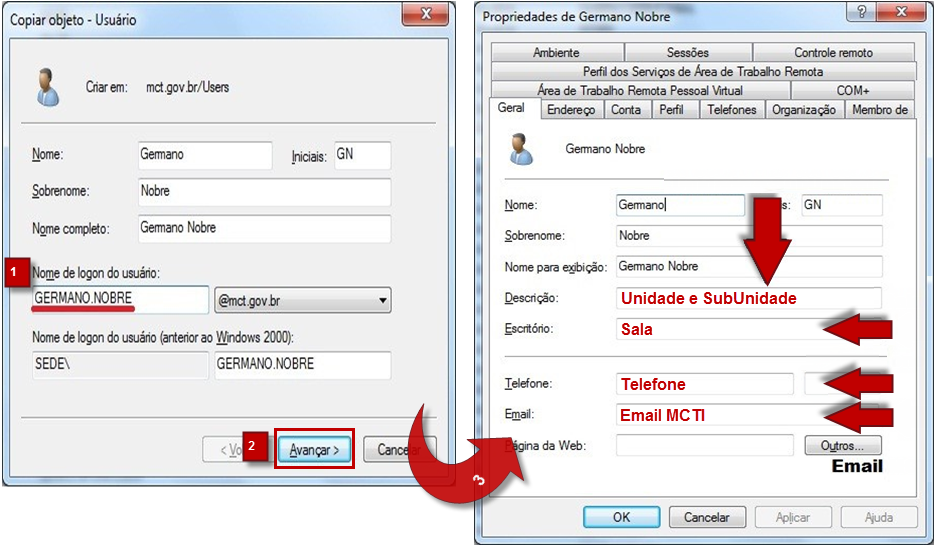 Copiar objeto - Usuário
Criar em: mct.gov.br/Users
Nome: Germano Iniciais: GN
Sobrenome: Nobre
Nome completo: Germano Nobre
1
Nome de logon do usuário:
GERMANO.NOBRE @mct.gov.br
Nome de logon do usuário (anterior ao Windows 2000):
SEDE\ GERMANO.NOBRE
2 Avançar > Cancelar
3
Propriedades de Germano Nobre
Ambiente Sessões Controle remoto
Perfil dos Serviços de Área de Trabalho Remota
Área de Trabalho Remota Pessoal Virtual COM+
Geral Endereço Conta Perfil Telefones Organização Membro de
Germano Nobre
Nome: Germano GN
Sobrenome: Nobre
Nome para exibição: Germano Nobre
Descrição: Unidade e SubUnidade
Escritório: Sala
Telefone: Telefone
Email: Email MCTI
Página da Web: Outros...
Email
OK Cancelar Aplicar Ajuda